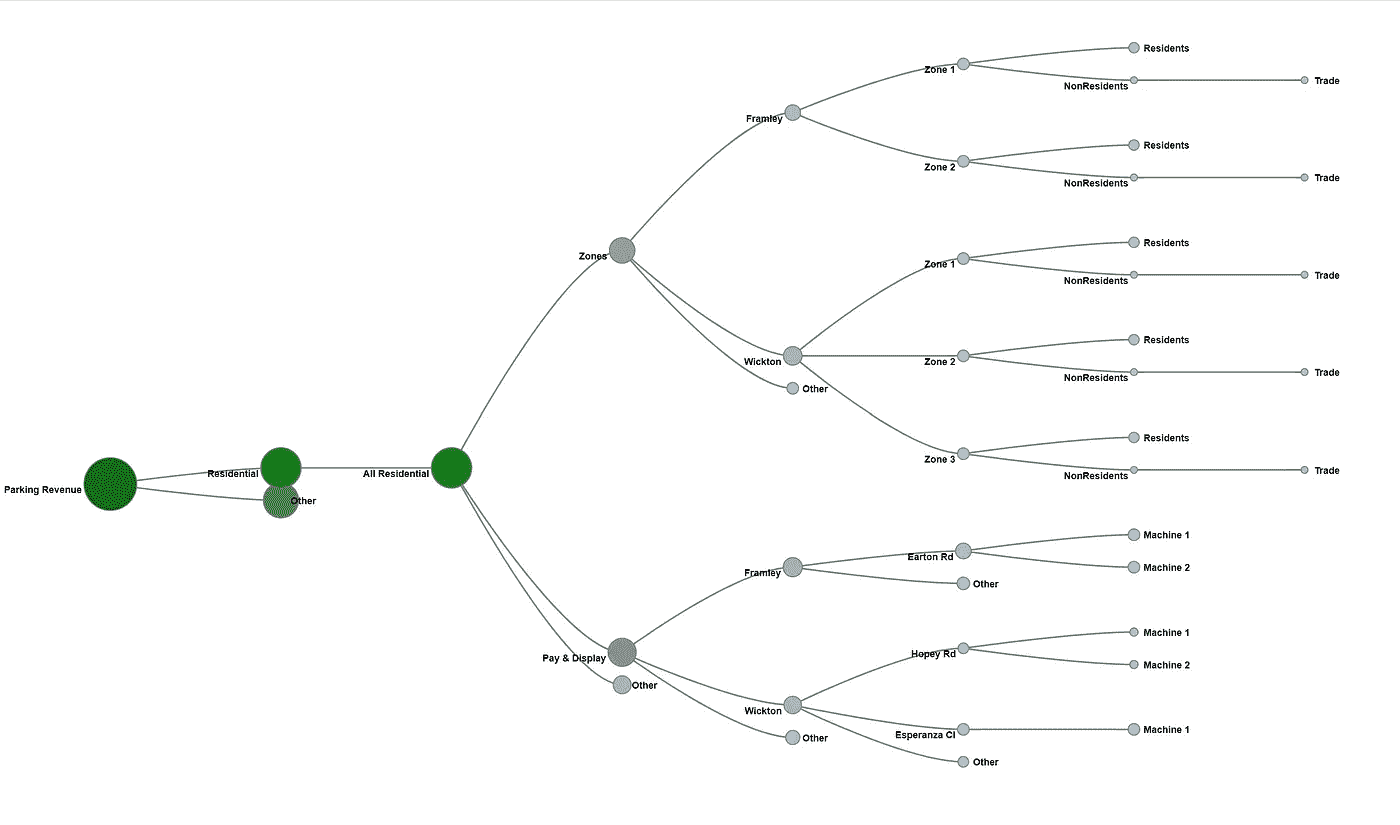 Residents
Zone 1
NonResidents
Trade
Framley
Residents
Zone 2
NonResidents
Trade
Zones
Residents
Zone 1
NonResidents
Trade
Wickton
Residents
Zone 2
NonResidents
Trade
Other
Residents
Zone 3
NonResidents
Trade
Parking Revenue
Residential
Other
All Residential
Machine 1
Earton Rd
Machine 2
Framley
Other
Machine 1
Hopey Rd
Machine 2
Pay & Display
Other
Wickton
Esperanza Cl
Machine 1
Other
Other